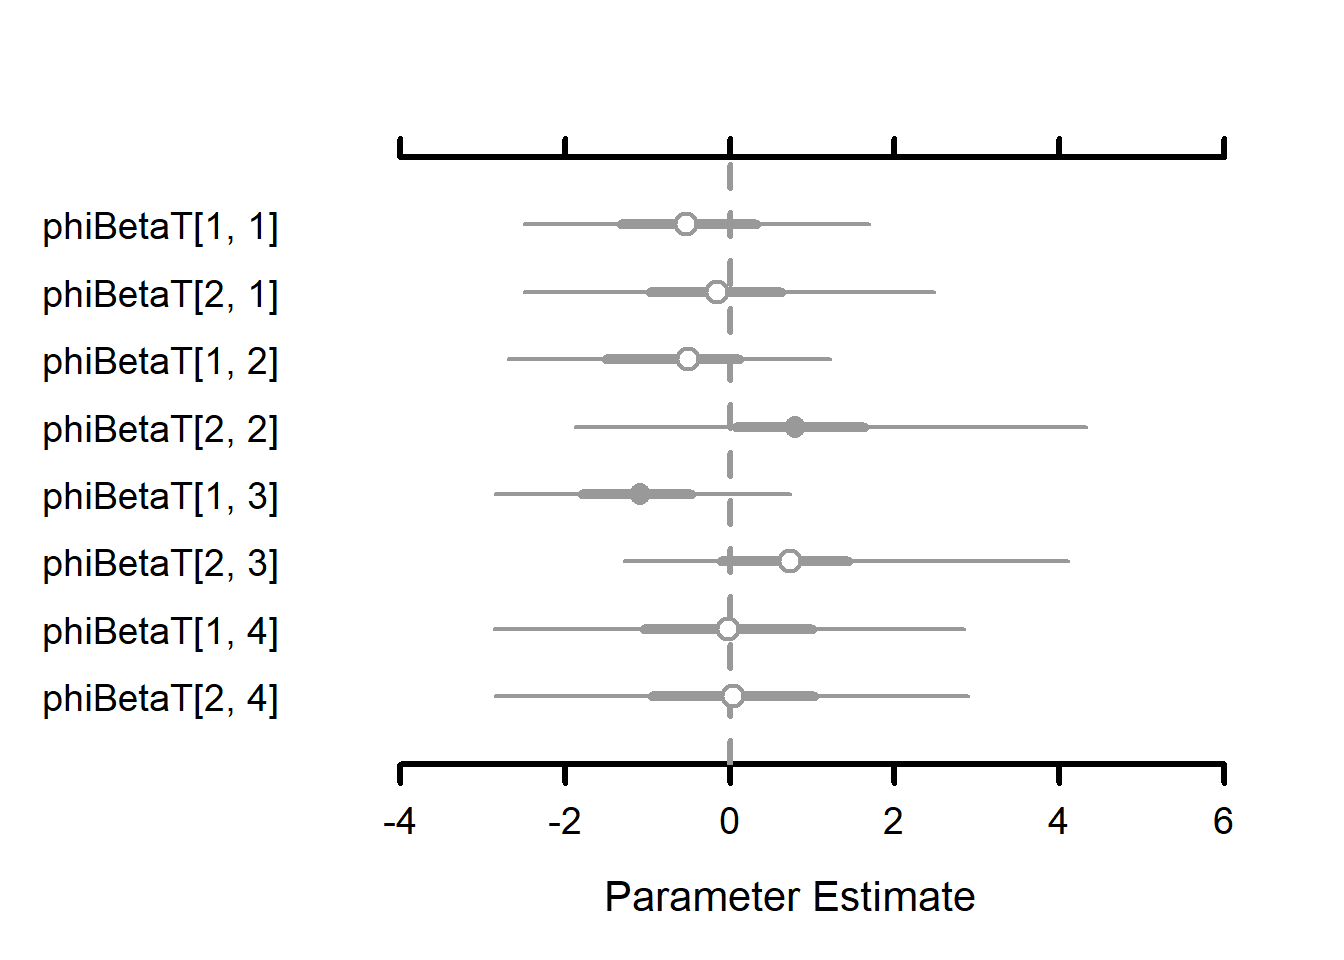 phiBetaT[1, 1]
phiBetaT[2, 1]
phiBetaT[1, 2]
phiBetaT[2, 2]
phiBetaT[1, 3]
phiBetaT[2, 3]
phiBetaT[1, 4]
phiBetaT[2, 4]
-4 -2 0 2 4 6
Parameter Estimate